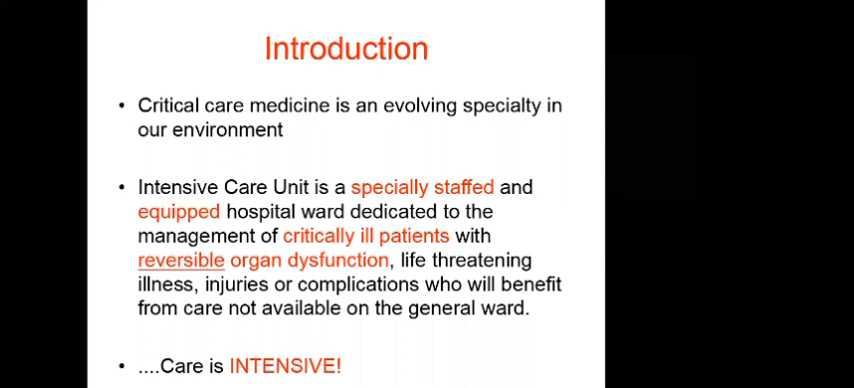 Introduction
• Critical care medicine is an evolving specialty in
our environment
• Intensive Care Unit is a specially staffed and
equipped hospital ward dedicated to the
management of critically ill patients with
reversible organ dysfunction, life threatening
illness, injuries or complications who will benefit
from care not available on the general ward.
• ....Care is INTENSIVE!